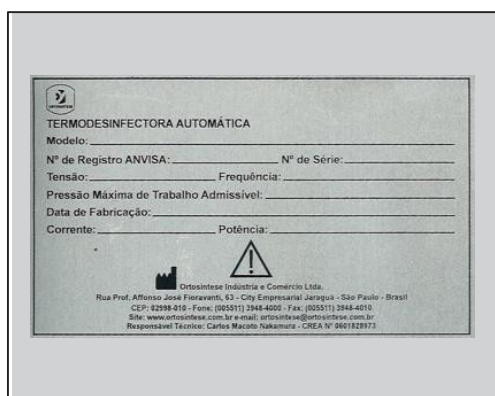 ORTOSINTESE
TERMODESINFECTORA AUTOMÁTICA
Modelo:
Nº de Registro ANVISA: Nº de Série:
Tensão: Frequência:
Pressão Máxima de Trabalho Admissível:
Data de Fabricação:
Corrente: Potência:
Ortosintese Indústria e Comércio Ltda.
Rua Prof. Affonso José Fioravanti, 63 - City Empresarial Jaraguá - São Paulo - Brasil
CEP: 02998-010 - Fone: (005511) 3948-4000 - Fax: (005511) 3948-4010
Site: www.ortosintese.com.br e-mail: ortosintese@ortosintese.com.br
Responsável Técnico: Carlos Macoto Nakamura - CREA Nº 0601828973